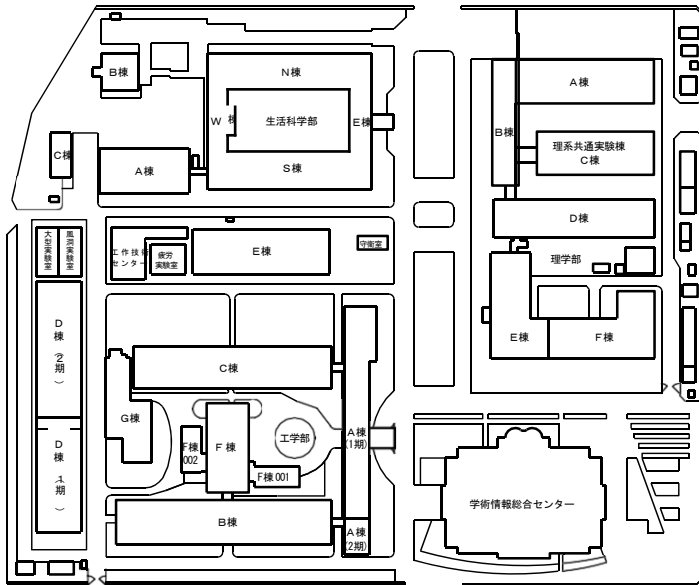 N棟
A棟
B棟
W 棟
生活科学部
E棟
B棟
理系共通実験棟
C棟
C棟
A棟
S棟
D棟
大型実験室
風洞実験室
工作技術
センター
疲労
実験室
E棟
守衛室
理学部
D棟(2期)
E棟
F棟
C棟
G棟
F棟
002
F棟
工学部
A棟
(1期)
D棟(1期)
F棟001
B棟
A棟
(2期)
学術情報総合センター